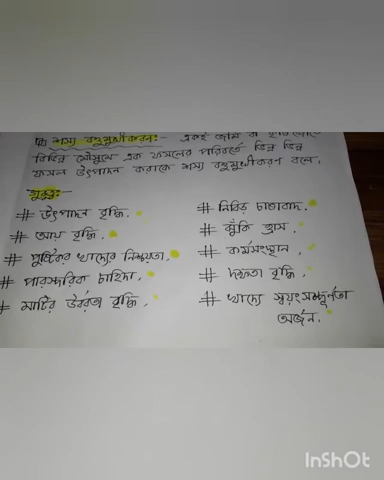 শস্য বহুমুখীকরণঃ- একই জমি বা
বিভিন্ন মৌসুমে এক ফসলের পরিবর্তে ভিন্ন ভিন্ন
ফসল উৎপাদন করাকে শস্য বহুমুখীকরণ বলে,
গুরুত্বঃ-
# উৎপাদন বৃদ্ধি.
# আয় বৃদ্ধি.
# পুষ্টিকর খাদ্যের নিশ্চয়তা.
# পারস্পরিক চাহিদা.
# মাটির উর্বরতা বৃদ্ধি.
# নিবিড় চাষাবাদ.
# ঝুঁকি হ্রাস.
# কর্মসংস্থান.
# দক্ষতা বৃদ্ধি.
# খাদ্যে স্বয়ংসম্পূর্ণতা
অর্জন.
InShOt